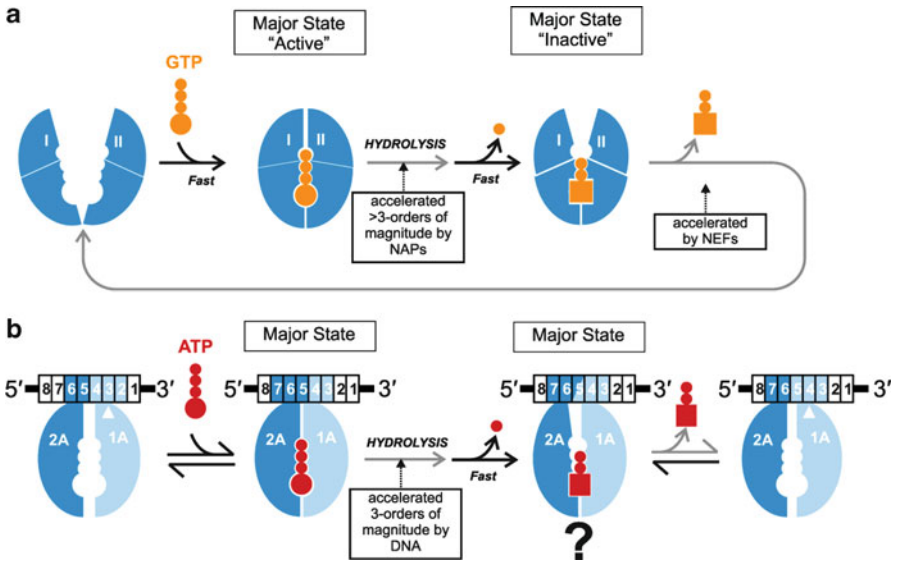 a
Major State
"Active"
Major State
"Inactive"
GTP
I II
Fast
I II
HYDROLYSIS
accelerated
>3-orders of
magnitude by
NAPs
Fast
I II
accelerated
by NEFs
b
ATP
Major State
Major State
5′ 8 7 6 5 4 3 2 1 3′
5′ 8 7 6 5 4 3 2 1 3′
5′ 8 7 6 5 4 3 2 1 3′
5′ 8 7 6 5 4 3 2 1 3′
2A 1A
2A 1A
HYDROLYSIS
accelerated
3-orders of
magnitude by
DNA
Fast
2A 1A
?
2A 1A